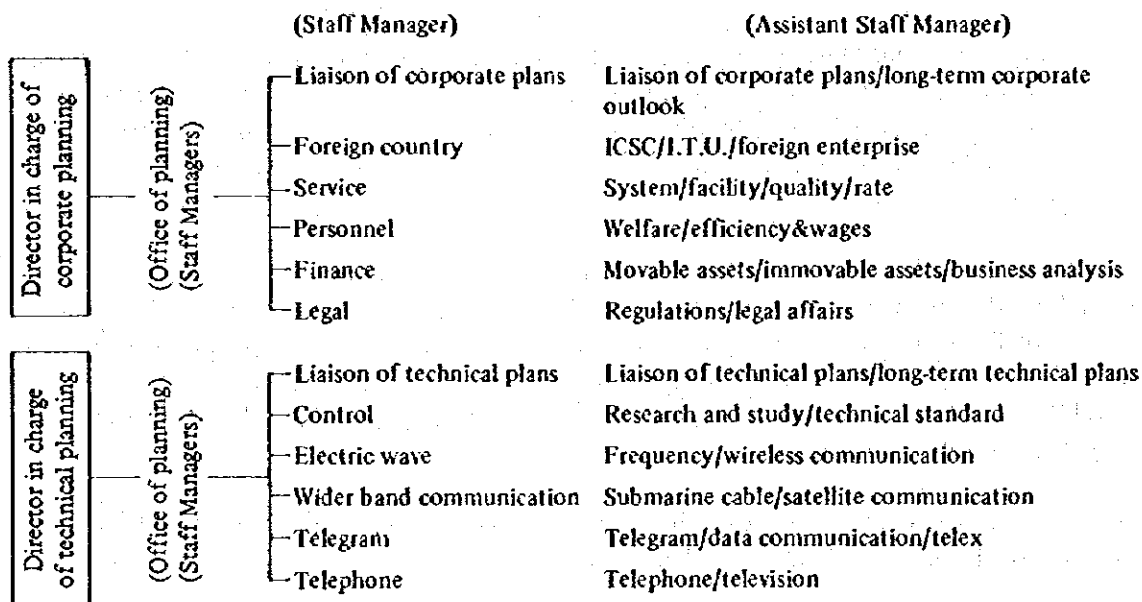 (Staff Manager) (Assistant Staff Manager)
Director in charge of
corporate planning
(Office of planning)
(Staff Managers)
Liaison of corporate plans Liaison of corporate plans/long-term corporate
outlook
Foreign country ICSC/I.T.U./foreign enterprise
Service System/facility/quality/rate
Personnel Welfare/efficiency&wages
Finance Movable assets/immovable assets/business analysis
Legal Regulations/legal affairs
Director in charge
of technical planning
(Office of planning)
(Staff Managers)
Liaison of technical plans Liaison of technical plans/long-term technical plans
Control Research and study/technical standard
Electric wave Frequency/wireless communication
Wider band communication Submarine cable/satellite communication
Telegram Telegram/data communication/telex
Telephone Telephone/television